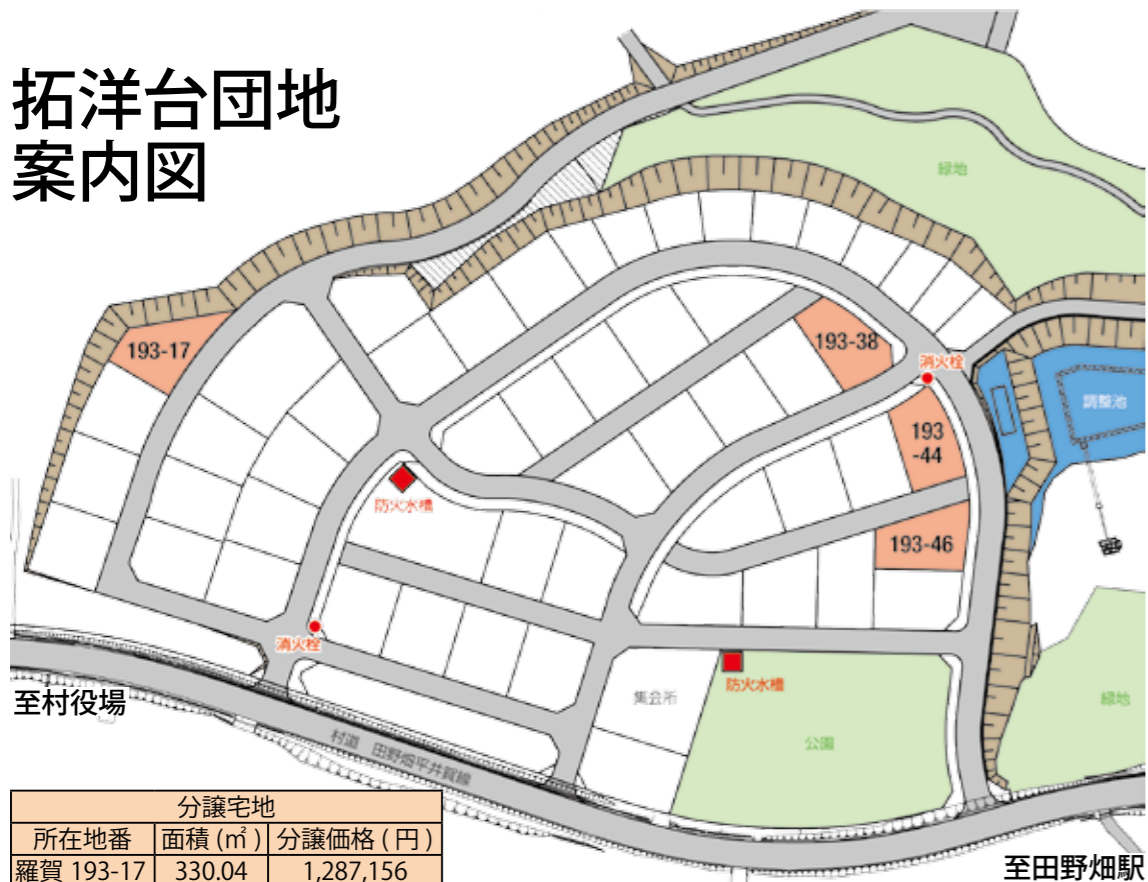 拓洋台団地
案内図
緑地
193-17
193-38
消火栓
調整池
193
-44
防火水槽
193-46
消火栓
防火水槽
集会所
緑地
公園
至村役場
村道 田野畑平井賀線
分譲宅地
所在地番 面積(㎡) 分譲価格(円)
羅賀 193-17 330.04 1,287,156
至田野畑駅